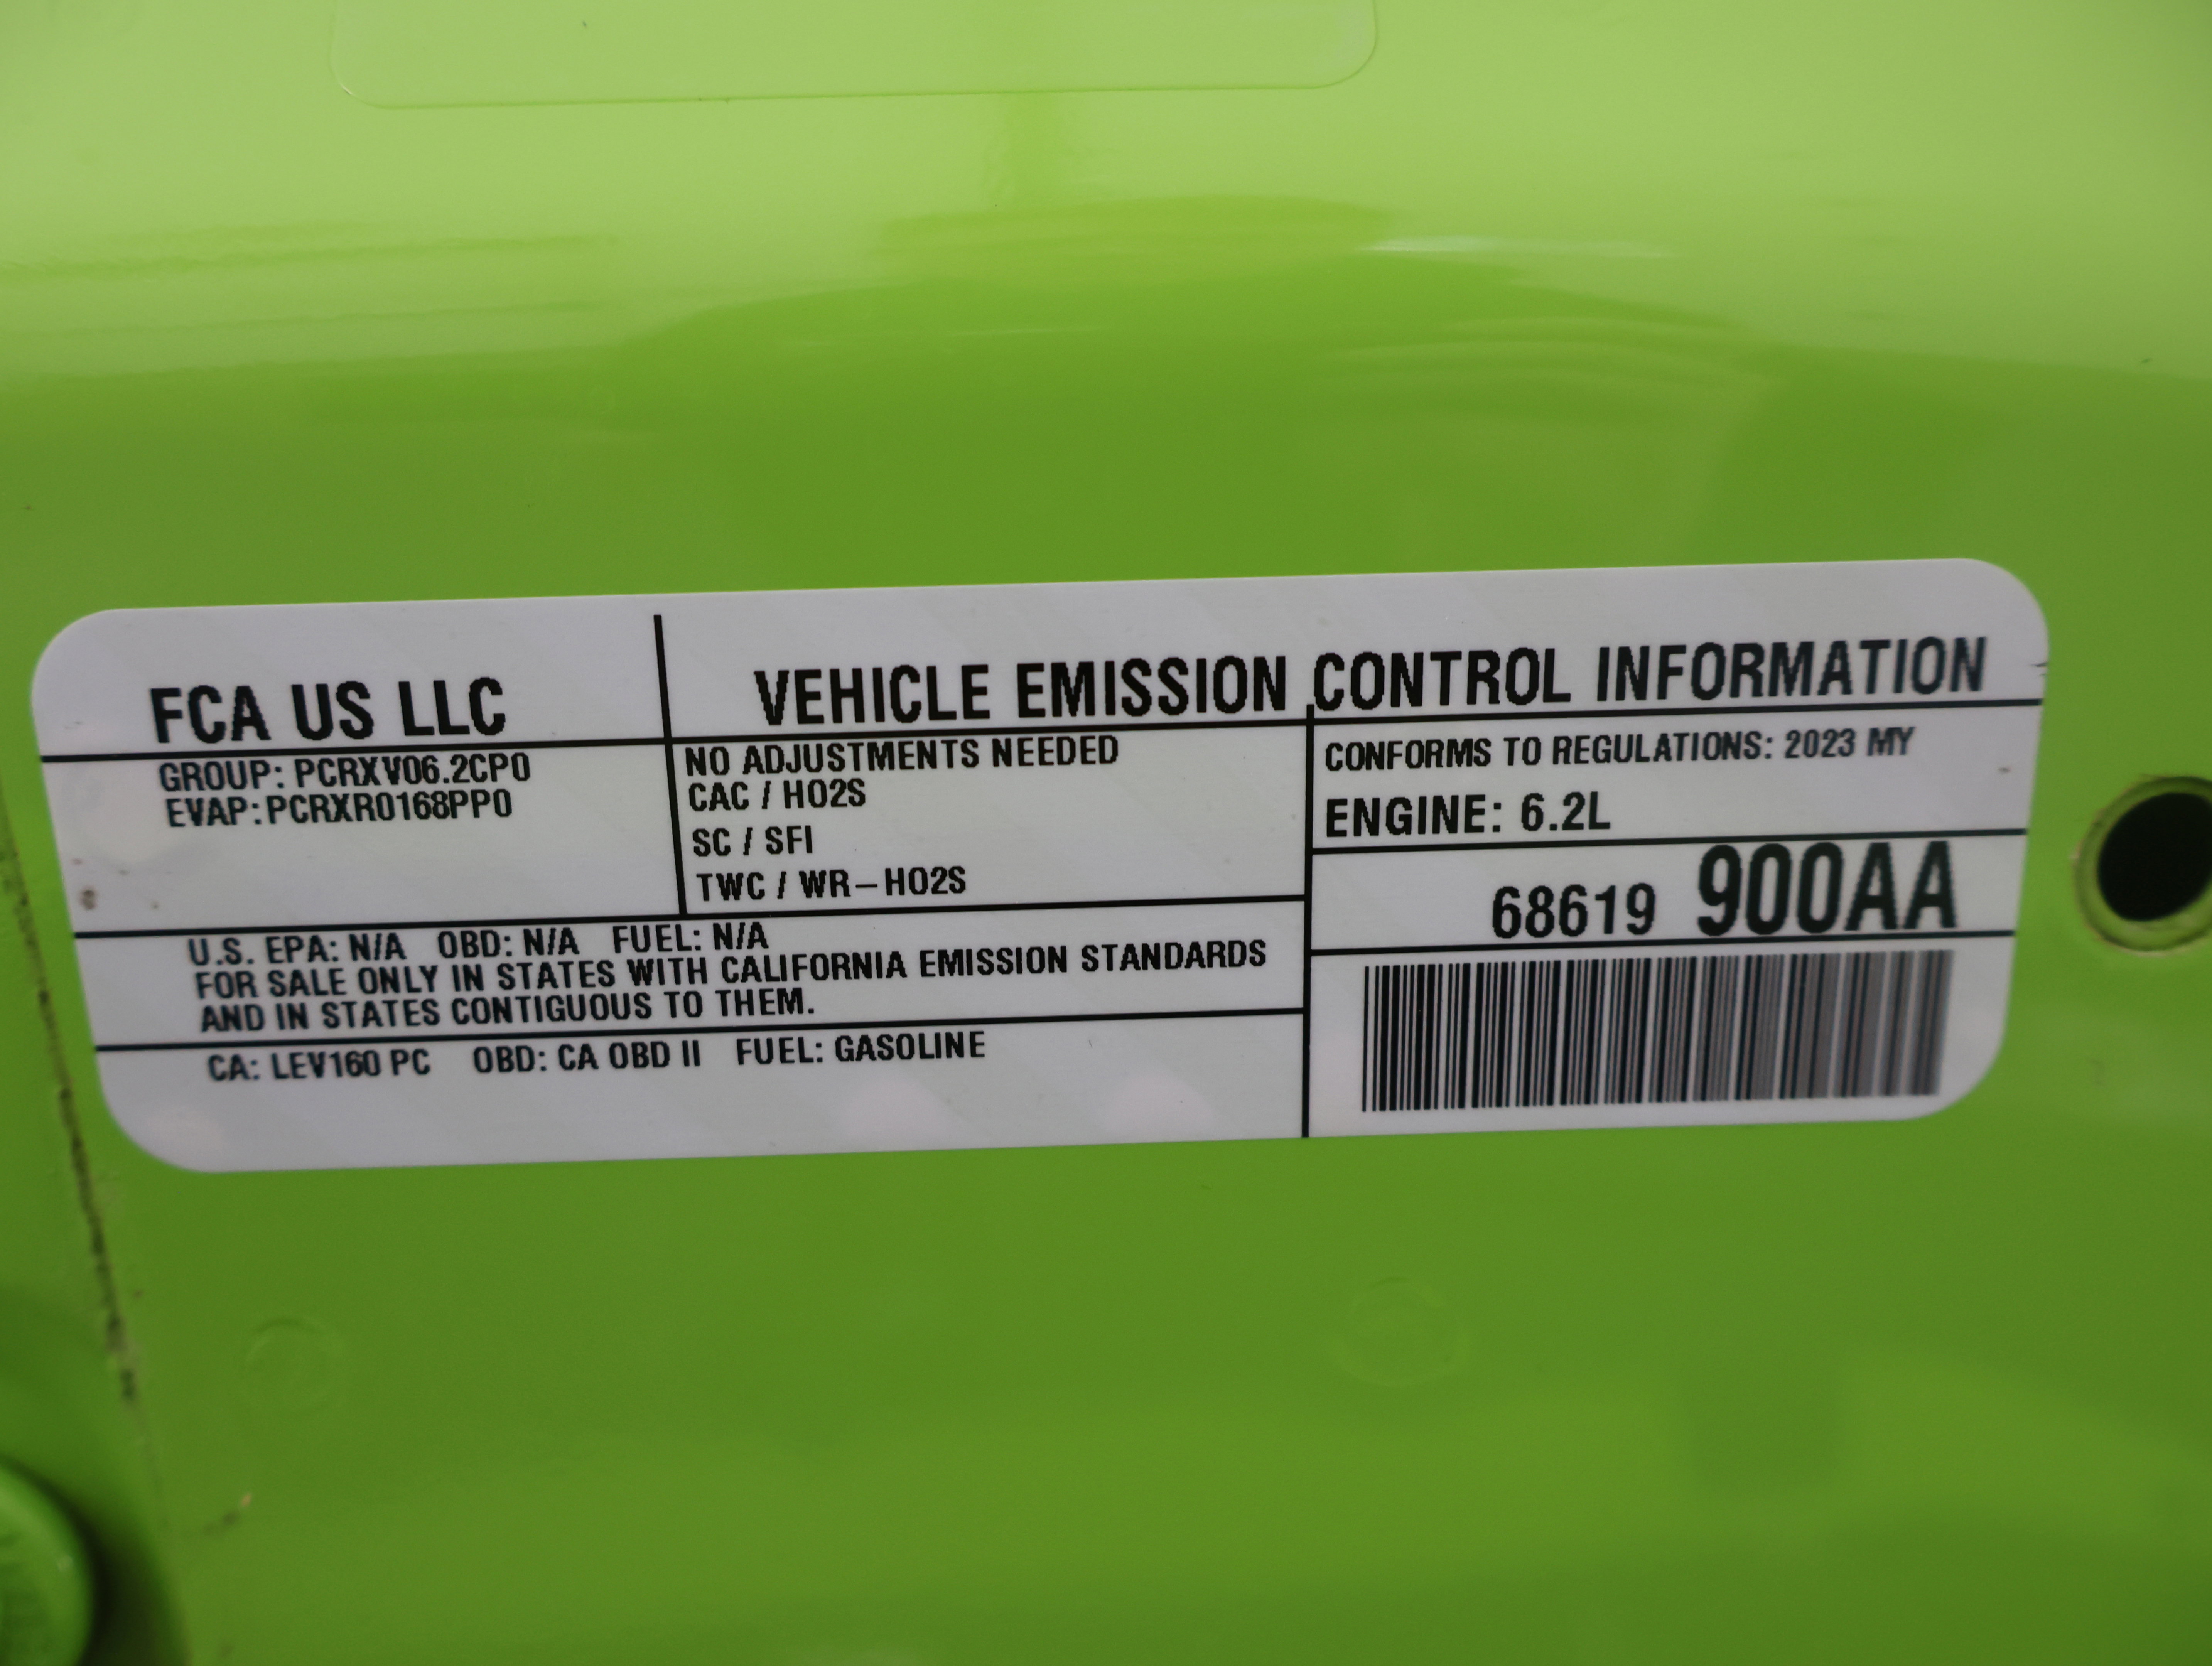 FCA US LLC
VEHICLE EMISSION CONTROL INFORMATION
GROUP: PCRXV06.2CP0
EVAP: PCRXR0168PP0
NO ADJUSTMENTS NEEDED
CAC / HO2S
SC / SFI
TWC / WR-HO2S
CONFORMS TO REGULATIONS: 2023 MY
ENGINE: 6.2L
68619 900AA
U.S. EPA: N/A OBD: N/A FUEL: N/A
FOR SALE ONLY IN STATES WITH CALIFORNIA EMISSION STANDARDS
AND IN STATES CONTIGUOUS TO THEM.
CA: LEV160 PC OBD: CA OBD II FUEL: GASOLINE